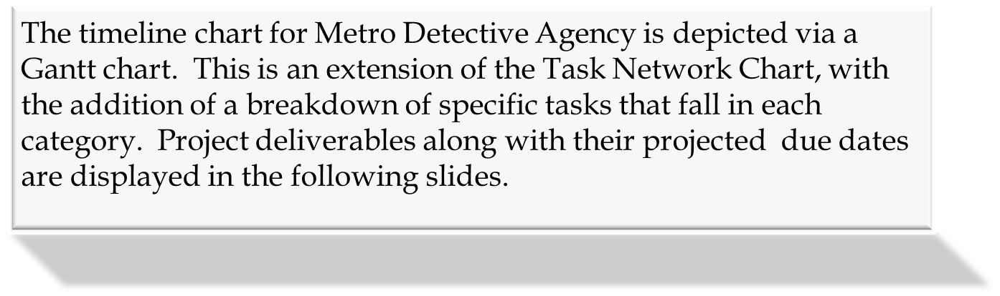 The timeline chart for Metro Detective Agency is depicted via a
Gantt chart.  This is an extension of the Task Network Chart, with
the addition of a breakdown of specific tasks that fall in each
category.  Project deliverables along with their projected  due dates
are displayed in the following slides.